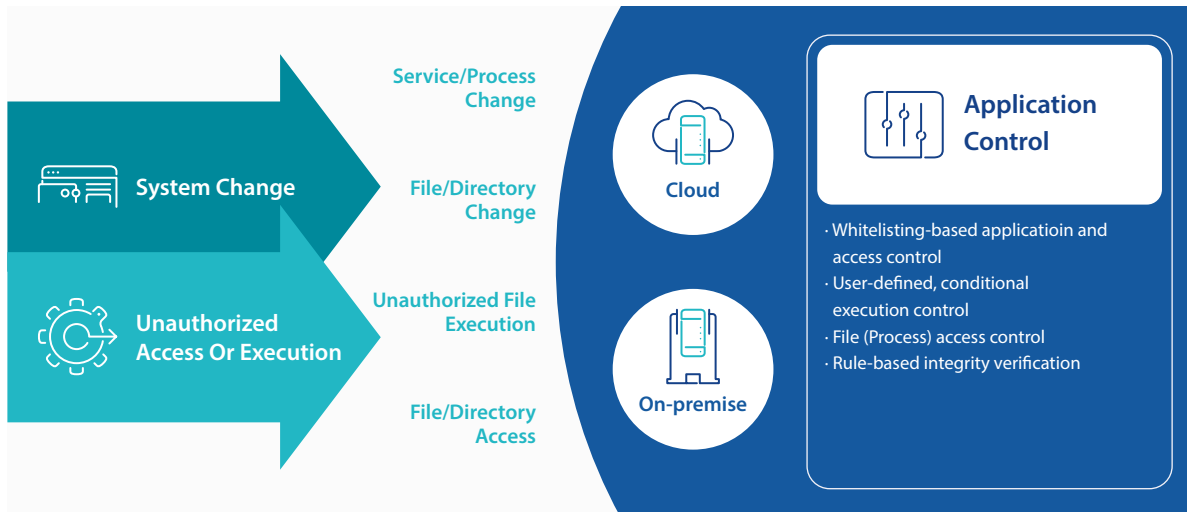 System Change
Unauthorized
Access Or Execution
Service/Process
Change
File/Directory
Change
Unauthorized File
Execution
File/Directory
Access
Cloud
On-premise
Application
Control
· Whitelisting-based applicatioin and
access control
· User-defined, conditional
execution control
· File (Process) access control
· Rule-based integrity verification